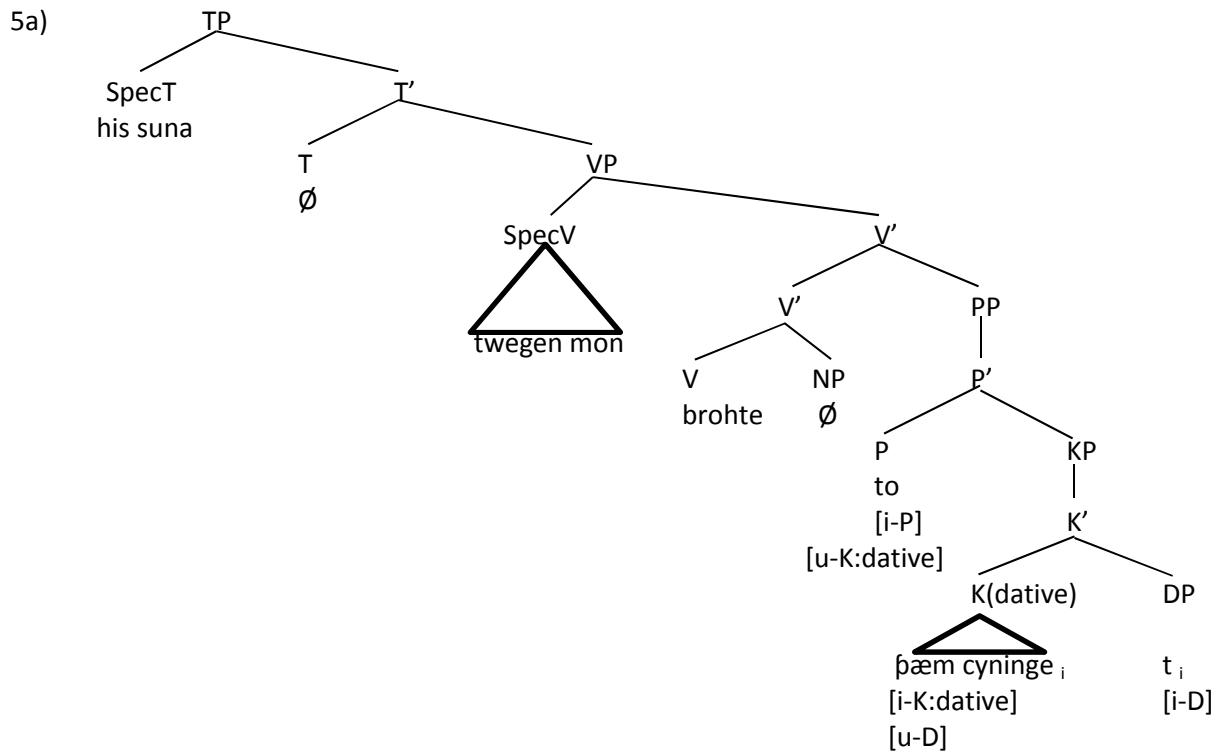 5a) TP
SpecT T’
his suna
T VP
Ø
SpecV V’
V’ PP
twegen mon
V NP P’
brohte Ø
P KP
to
[i-P] K’
[u-K:dative]
K(dative) DP
þæm cyninge i t i
[i-K:dative] [i-D]
[u-D]